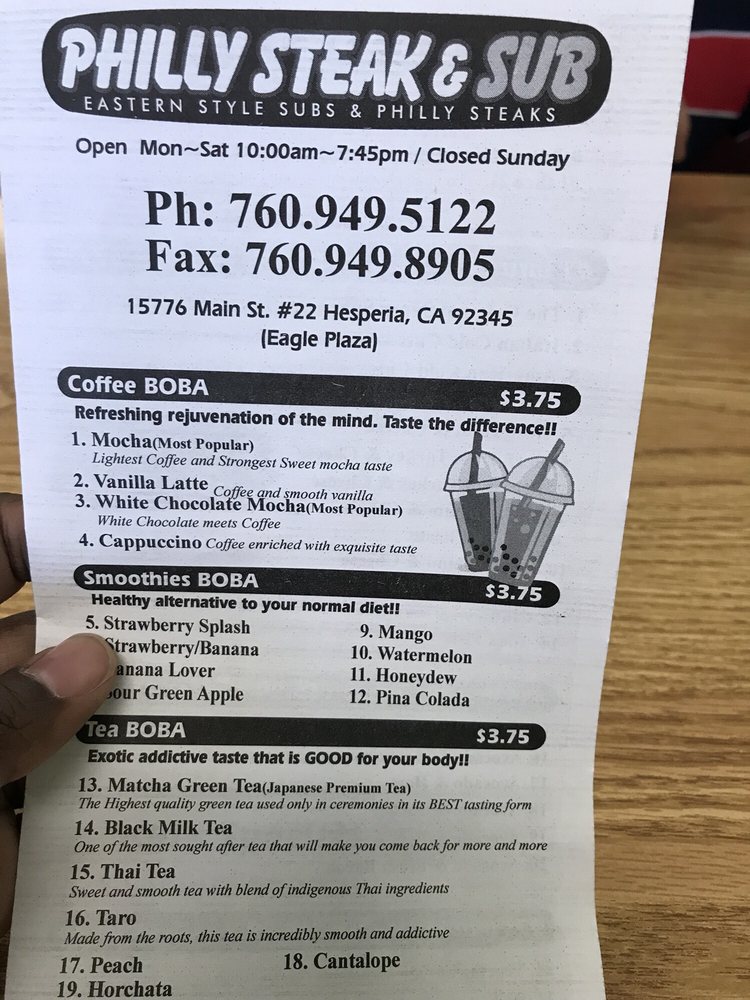 PHILLY STEAK & SUB
EASTERN STYLE SUBS & PHILLY STEAKS
Open Mon~Sat 10:00am~7:45pm / Closed Sunday
Ph: 760.949.5122
Fax: 760.949.8905
15776 Main St. #22 Hesperia, CA 92345
(Eagle Plaza)
Coffee BOBA $3.75
Refreshing rejuvenation of the mind. Taste the difference!!
1. Mocha(Most Popular)
Lightest Coffee and Strongest Sweet mocha taste
2. Vanilla Latte Coffee and smooth vanilla
3. White Chocolate Mocha(Most Popular)
White Chocolate meets Coffee
4. Cappuccino Coffee enriched with exquisite taste
Smoothies BOBA $3.75
Healthy alternative to your normal diet!!
5. Strawberry Splash
Strawberry/Banana
anana Lover
our Green Apple
9. Mango
10. Watermelon
11. Honeydew
12. Pina Colada
Tea BOBA $3.75
Exotic addictive taste that is GOOD for your body!!
13. Matcha Green Tea(Japanese Premium Tea)
The Highest quality green tea used only in ceremonies in its BEST tasting form
14. Black Milk Tea
One of the most sought after tea that will make you come back for more and more
15. Thai Tea
Sweet and smooth tea with blend of indigenous Thai ingredients
16. Taro
Made from the roots, this tea is incredibly smooth and addictive
17. Peach 18. Cantalope
19. Horchata